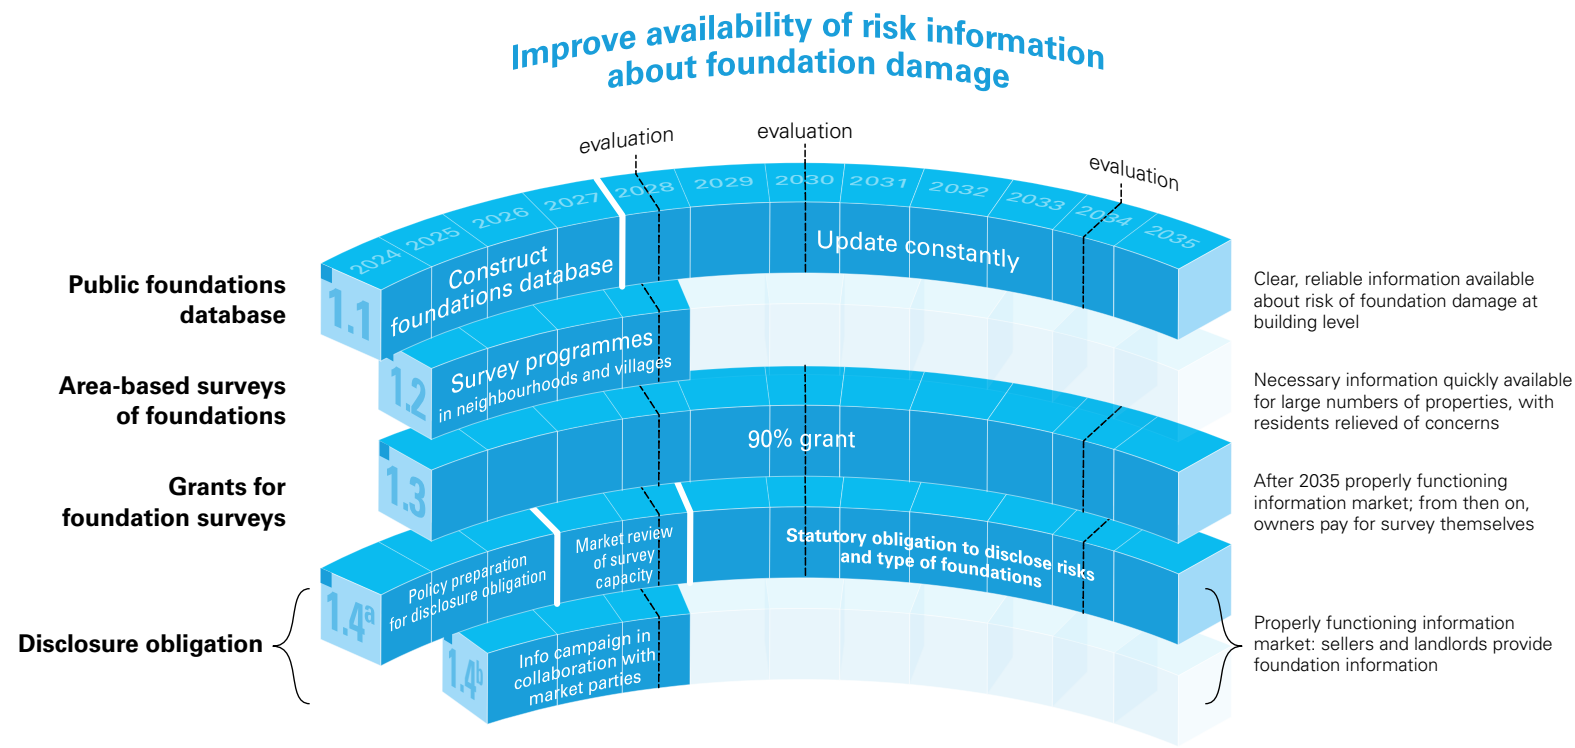 Improve availability of risk information
about foundation damage
evaluation
evaluation
evaluation
2024
2025
2026
2027
2028
2029
2030
2031
2032
2033
2034
2035
Public foundations
database
1.1
Construct
foundations database
Update constantly
Clear, reliable information available
about risk of foundation damage at
building level
Area-based surveys
of foundations
1.2
Survey programmes
in neighbourhoods and villages
Necessary information quickly available
for large numbers of properties, with
residents relieved of concerns
Grants for
foundation surveys
1.3
90% grant
After 2035 properly functioning
information market; from then on,
owners pay for survey themselves
Disclosure obligation
1.4a
Policy preparation
for disclosure obligation
Market review
of survey
capacity
Statutory obligation to disclose risks
and type of foundations
1.4b
Info campaign in
collaboration with
market parties
Properly functioning information
market: sellers and landlords provide
foundation information